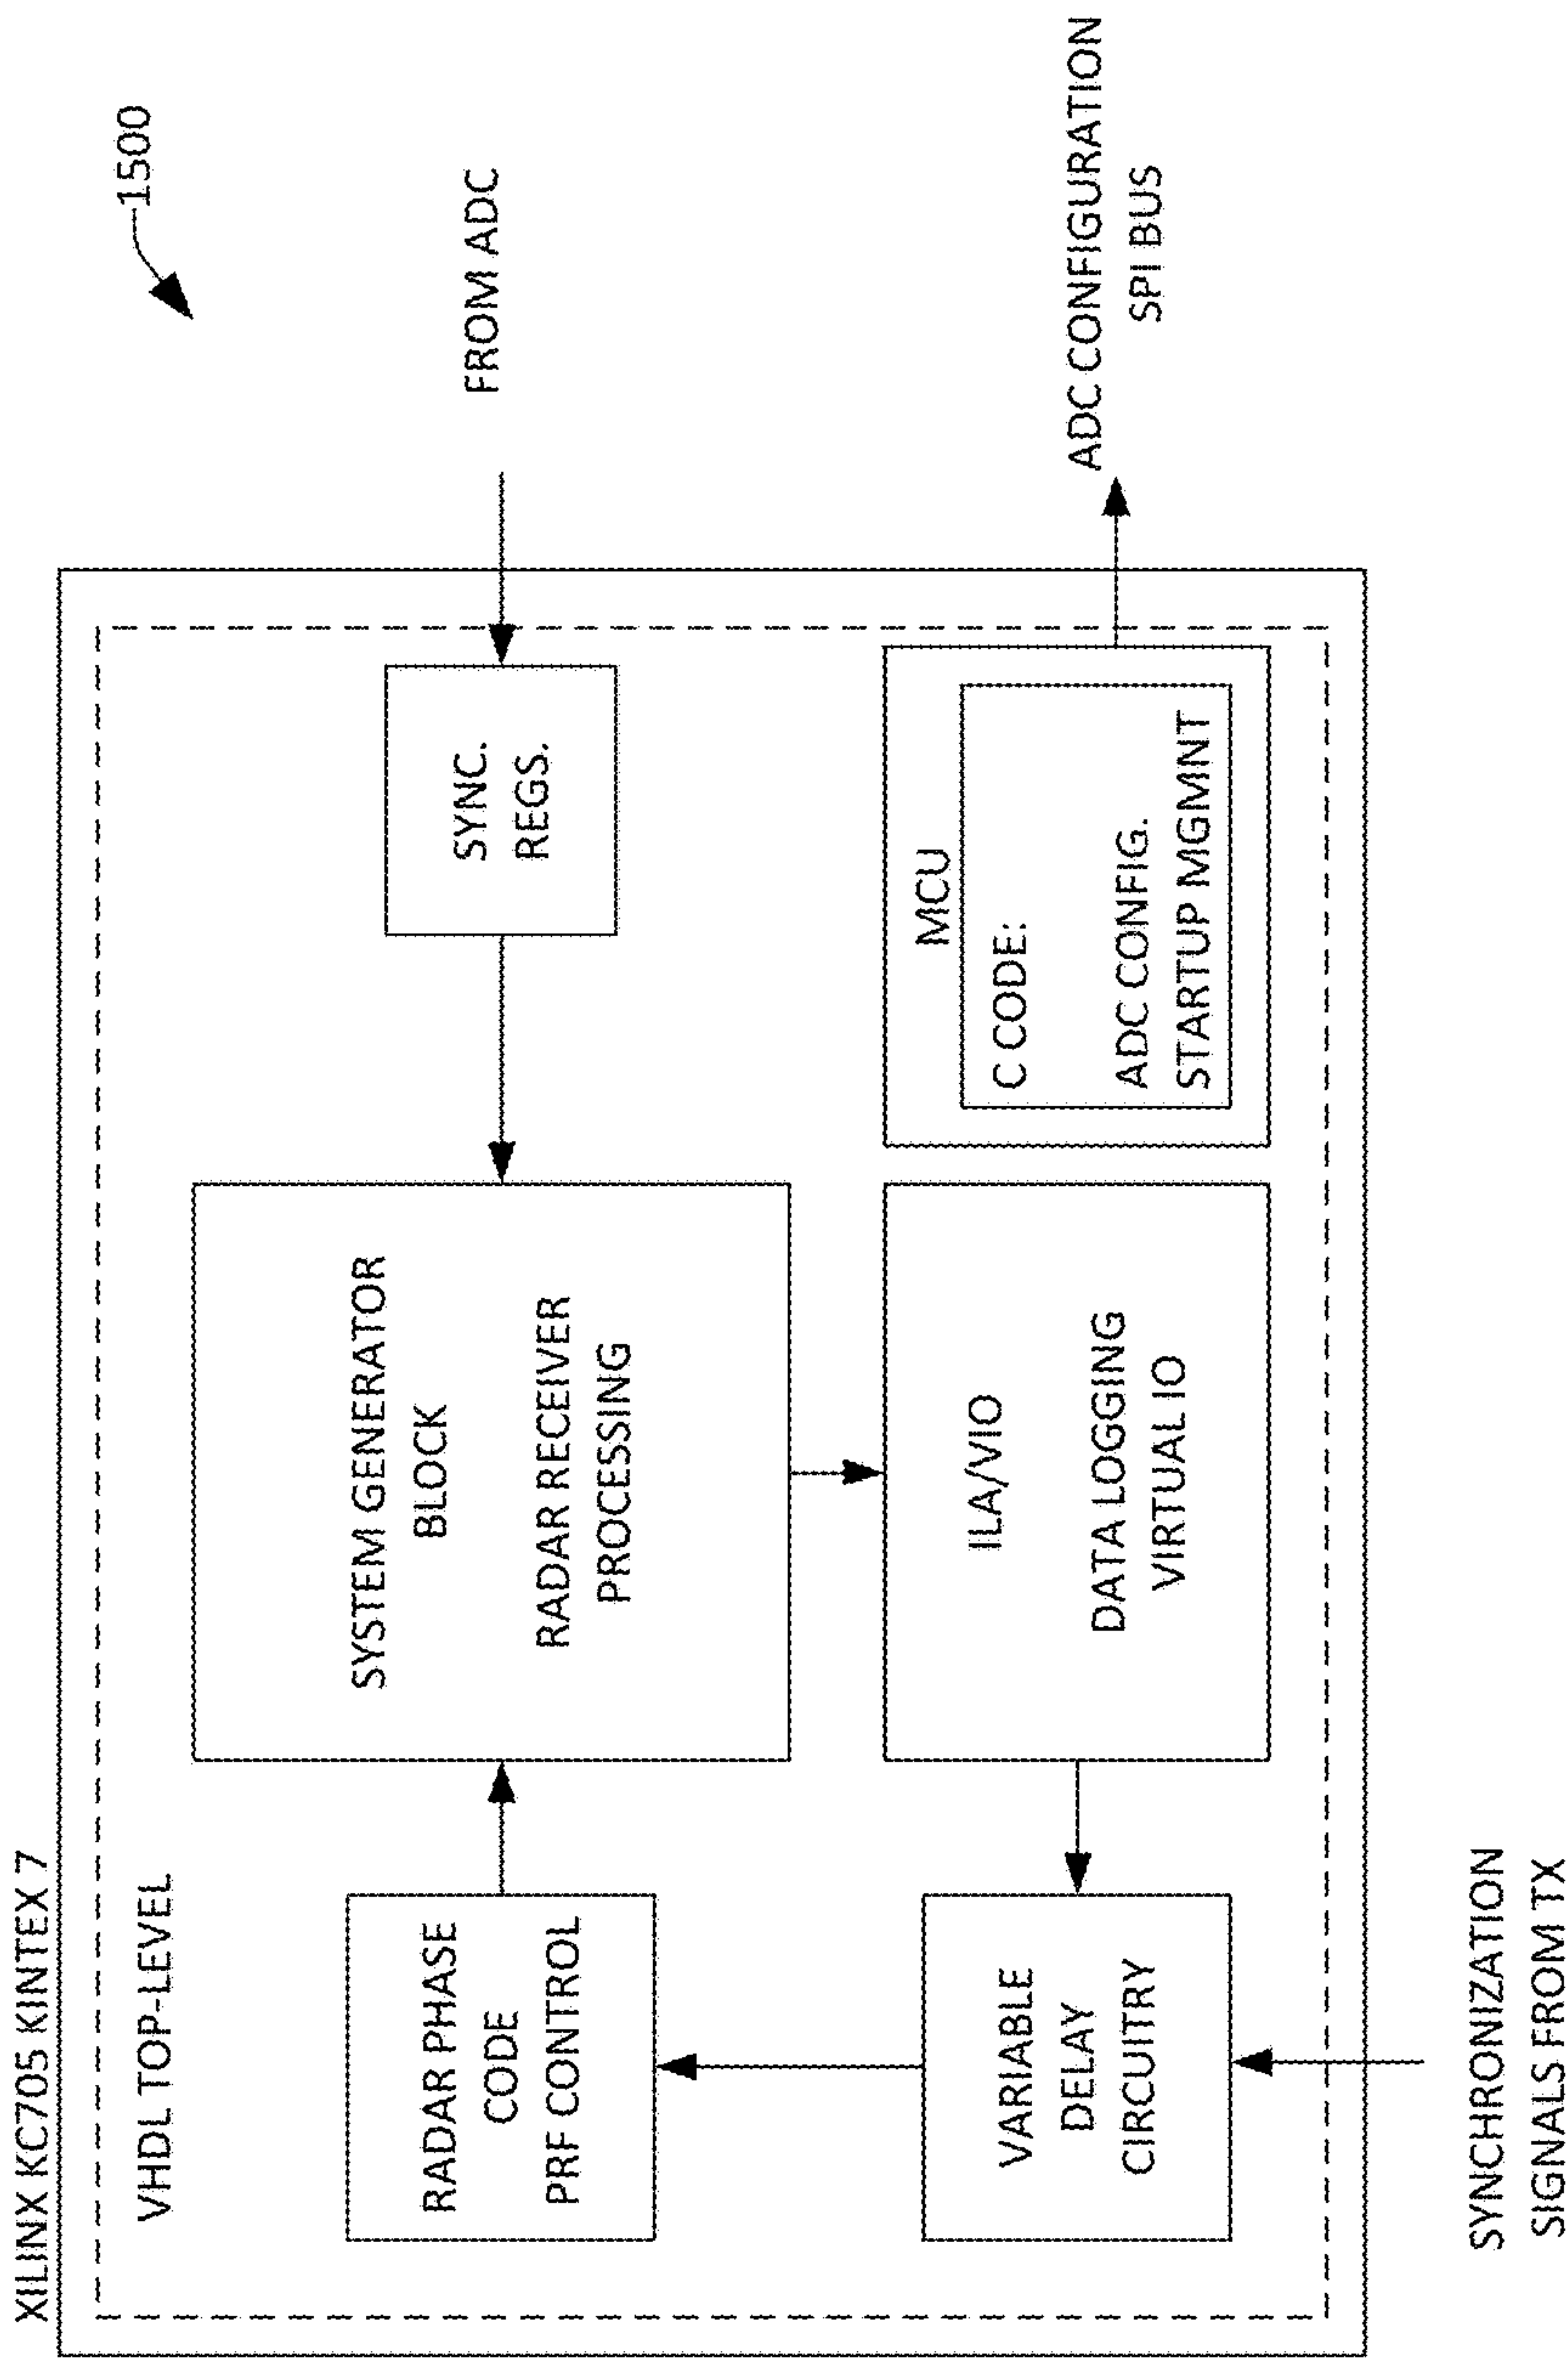 1500
XILINX KC705 KINTEX 7
VHDL TOP-LEVEL
RADAR PHASE
CODE
PRF CONTROL
SYSTEM GENERATOR
BLOCK
RADAR RECEIVER
PROCESSING
SYNC.
REGS.
FROM ADC
VARIABLE
DELAY
CIRCUITRY
ILA/VIO
DATA LOGGING
VIRTUAL IO
MCU
C CODE:
ADC CONFIG.
STARTUP MGMNT
ADC CONFIGURATION
SPI BUS
SYNCHRONIZATION
SIGNALS FROM TX